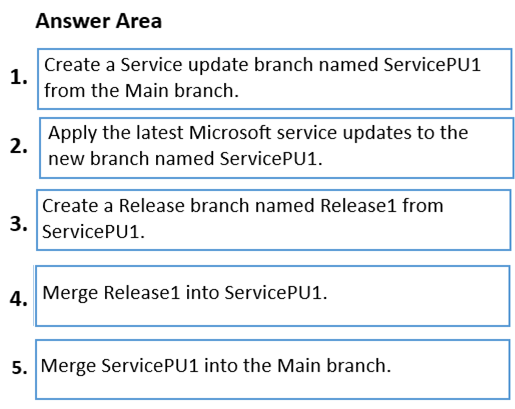 Answer Area
1. Create a Service update branch named ServicePU1
from the Main branch.
2. Apply the latest Microsoft service updates to the
new branch named ServicePU1.
3. Create a Release branch named Release1 from
ServicePU1.
4. Merge Release1 into ServicePU1.
5. Merge ServicePU1 into the Main branch.